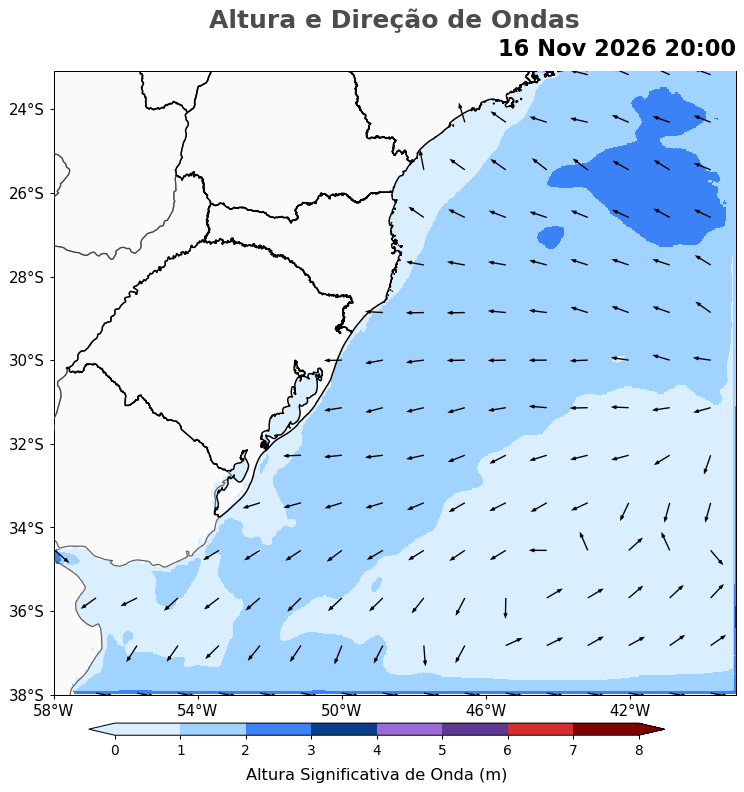 Altura e Direção de Ondas
16 Nov 2026 20:00
24°S
26°S
28°S
30°S
32°S
34°S
36°S
38°S
58°W 54°W 50°W 46°W 42°W
0 1 2 3 4 5 6 7 8
Altura Significativa de Onda (m)